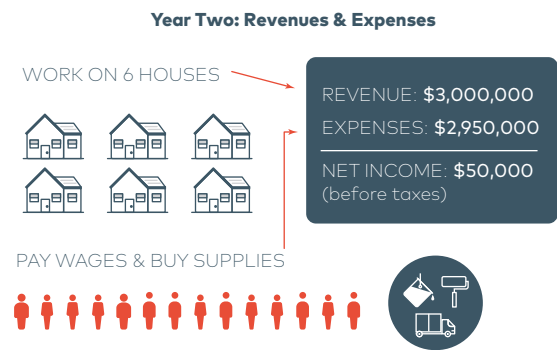 Year Two: Revenues & Expenses
WORK ON 6 HOUSES
REVENUE: $3,000,000
EXPENSES: $2,950,000
NET INCOME: $50,000
(before taxes)
PAY WAGES & BUY SUPPLIES